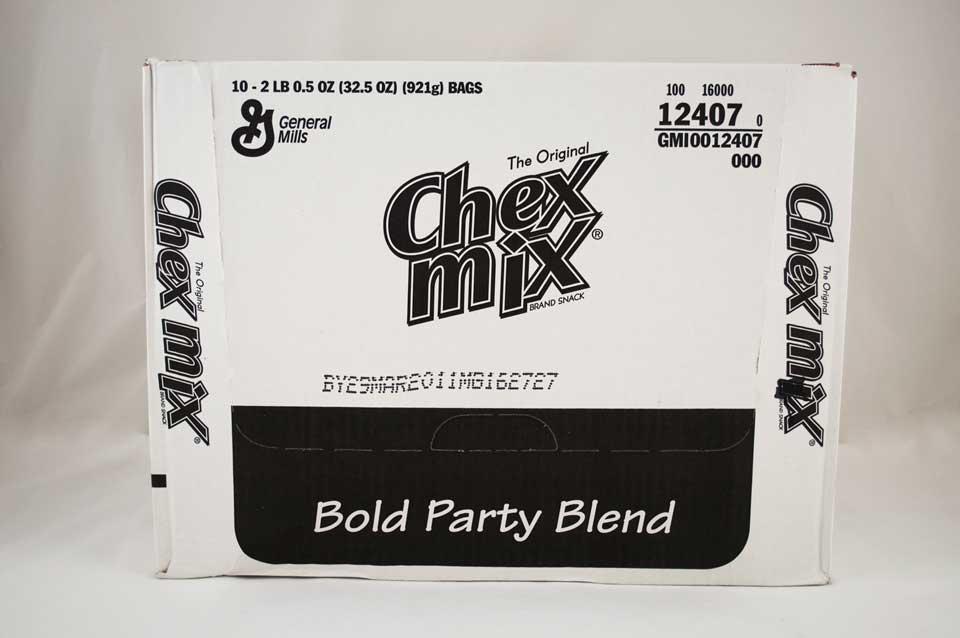 10 - 2 LB 0.5 OZ (32.5 OZ) (921g) BAGS
General
Mills
100 16000
12407 0
GMI0012407
000
The Original
Chex
mix®
BRAND SNACK
The Original
Chex mix®
BRAND SNACK
The Original
Chex mix®
BRAND SNACK
BY29MAR2011MB162727
Bold Party Blend